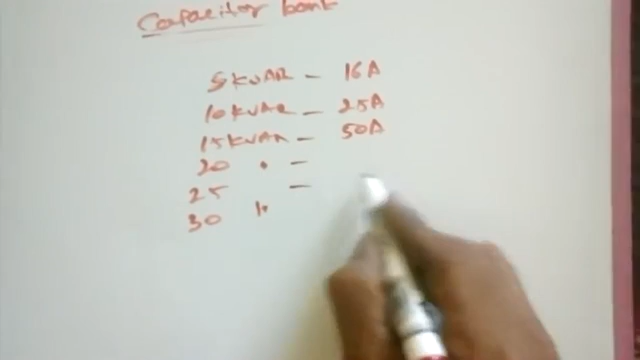 Capacitor bank
5KVAR - 16A
10KVAR - 25A
15KVAR - 50A
20 " -
25 -
30 "